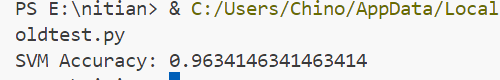 PS E:\nitian> & C:/Users/Chino/AppData/Local
oldtest.py
SVM Accuracy: 0.9634146341463414